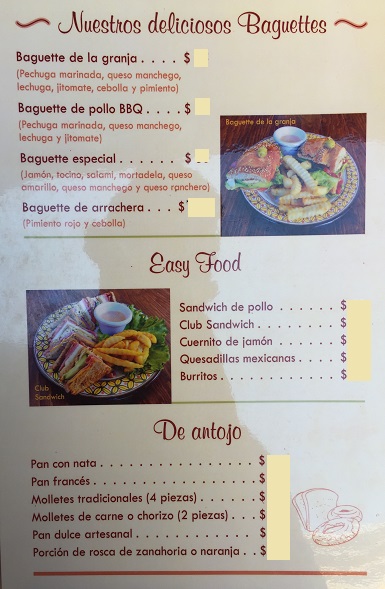 Nuestros deliciosos Baguettes
Baguette de la granja . . . . $
(Pechuga marinada, queso manchego,
lechuga, jitomate, cebolla y pimiento)
Baguette de pollo BBQ . . . . $
(Pechuga marinada, queso manchego,
lechuga y jitomate)
Baguette especial . . . . . . . $
(Jamón, tocino, salami, mortadela, queso
amarillo, queso manchego y queso ranchero)
Baguette de arrachera . . . $
(Pimiento rojo y cebolla)
Baguette de la granja
Easy Food
Sandwich de pollo . . . . . . . $
Club Sandwich . . . . . . . . . $
Cuernito de jamón . . . . . . . $
Quesadillas mexicanas . . . . $
Burritos . . . . . . . . . . . . . . $
Club
Sandwich
De antojo
Pan con nata . . . . . . . . . . . . . . . . $
Pan francés . . . . . . . . . . . . . . . . . $
Molletes tradicionales (4 piezas) . . . . . . $
Molletes de carne o chorizo (2 piezas) . . . $
Pan dulce artesanal . . . . . . . . . . . . $
Porción de rosca de zanahoria o naranja . . $